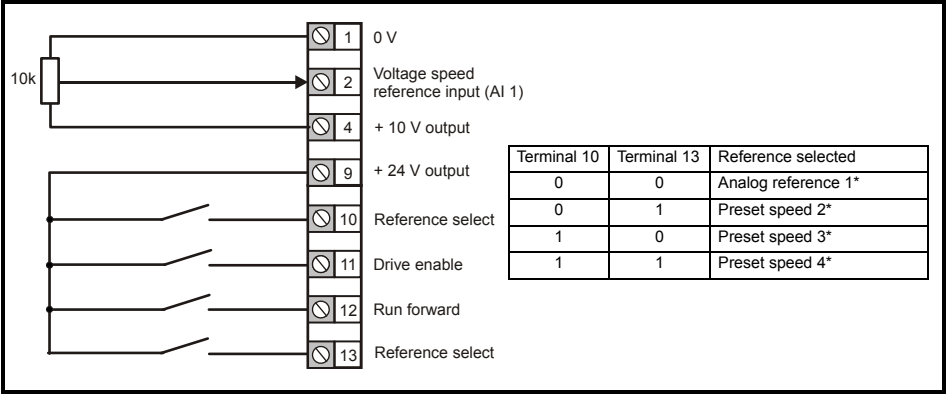 10k
1 0 V
2 Voltage speed
reference input (AI 1)
4 + 10 V output
9 + 24 V output
10 Reference select
11 Drive enable
12 Run forward
13 Reference select
Terminal 10 Terminal 13 Reference selected
0 0 Analog reference 1*
0 1 Preset speed 2*
1 0 Preset speed 3*
1 1 Preset speed 4*